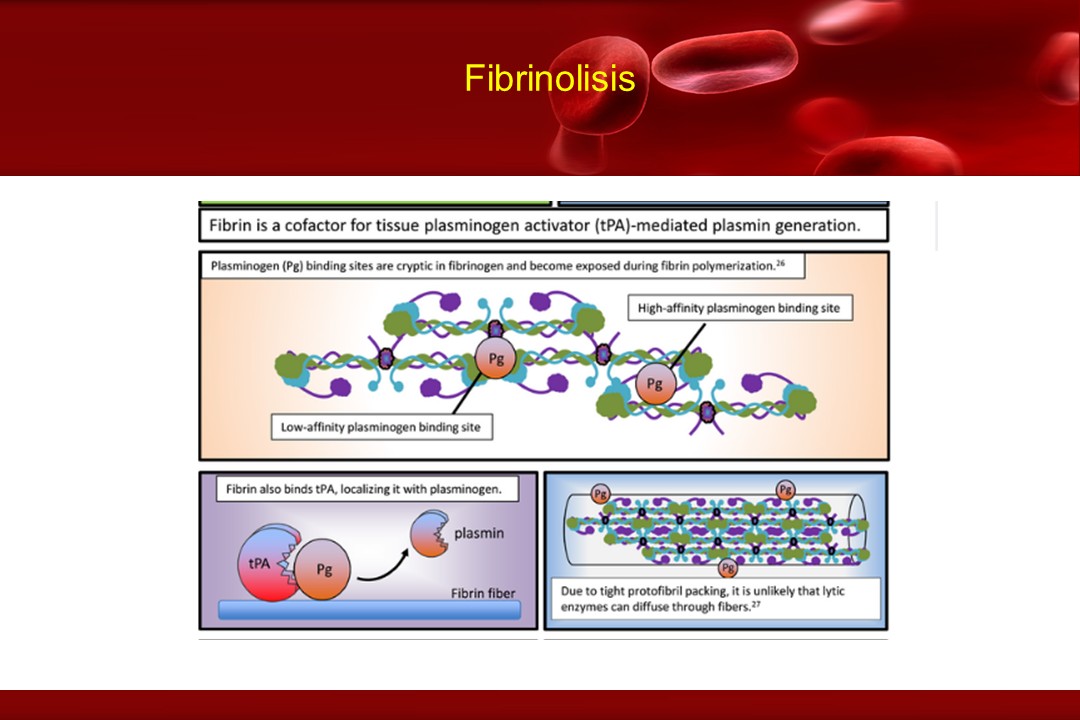 Fibrinolisis
Fibrin is a cofactor for tissue plasminogen activator (tPA)-mediated plasmin generation.
Plasminogen (Pg) binding sites are cryptic in fibrinogen and become exposed during fibrin polymerization.²⁶
High-affinity plasminogen binding site
Pg
Pg
Low-affinity plasminogen binding site
Fibrin also binds tPA, localizing it with plasminogen.
plasmin
tPA
Pg
Fibrin fiber
Pg
Pg
Pg
Due to tight protofibril packing, it is unlikely that lytic
enzymes can diffuse through fibers.²⁷